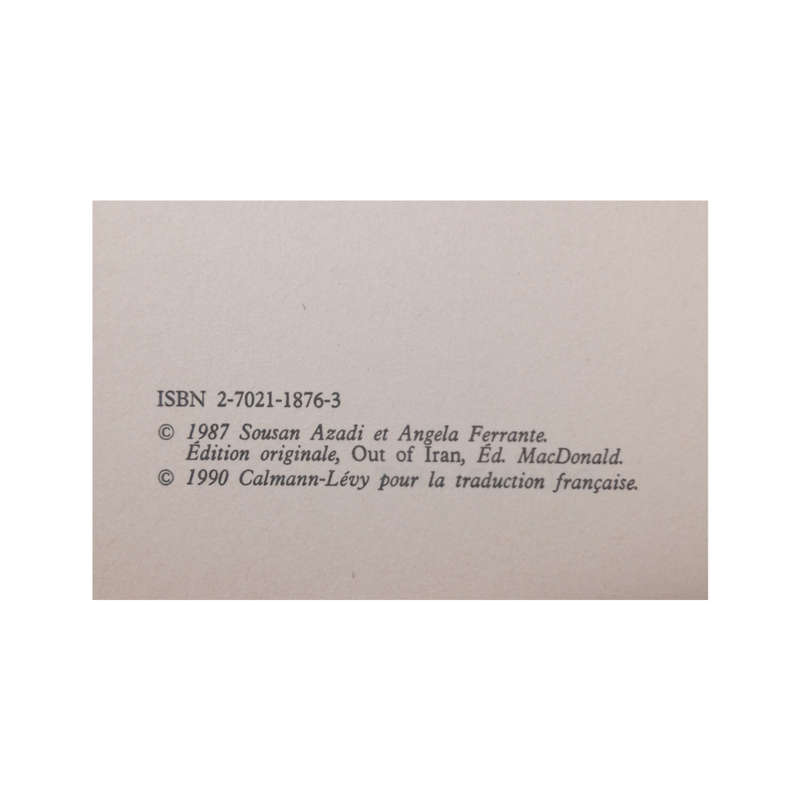 ISBN 2-7021-1876-3
© 1987 Sousan Azadi et Angela Ferrante.
Édition originale, Out of Iran, Éd. MacDonald.
© 1990 Calmann-Lévy pour la traduction française.